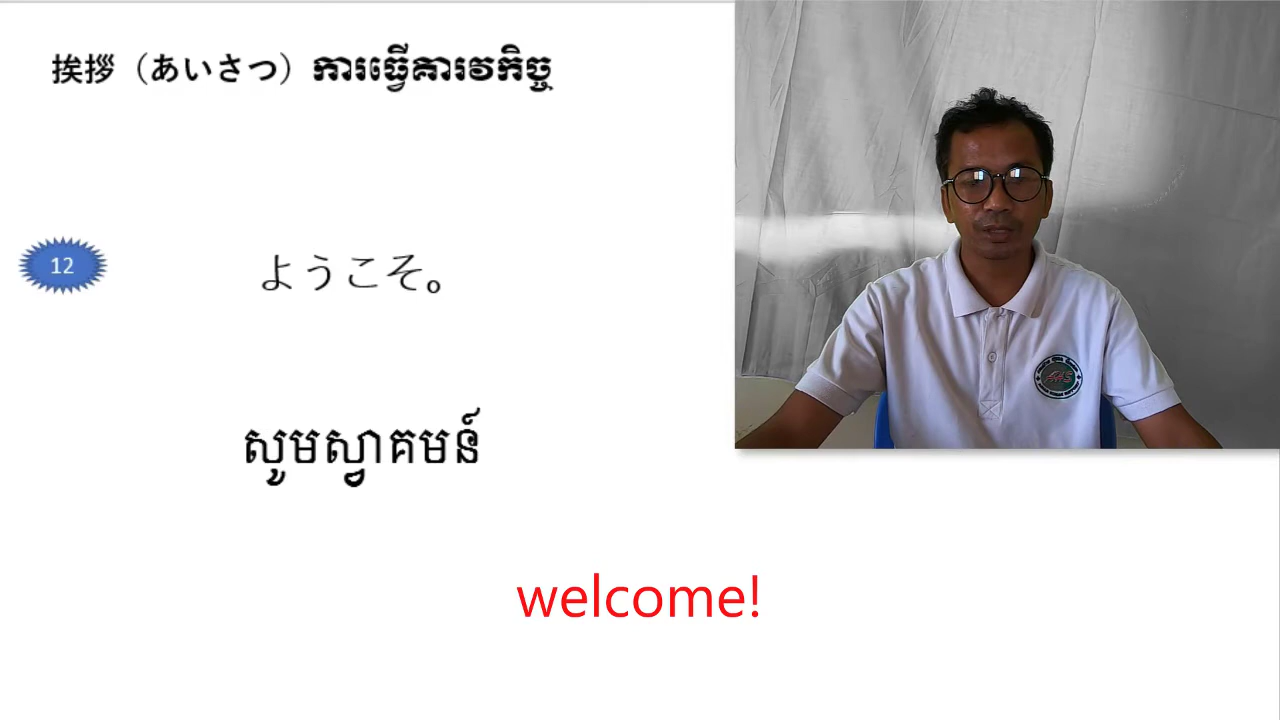 挨拶（あいさつ）ការធ្វើគារវកិច្ច
12
ようこそ。
សូមស្វាគមន៍
welcome!